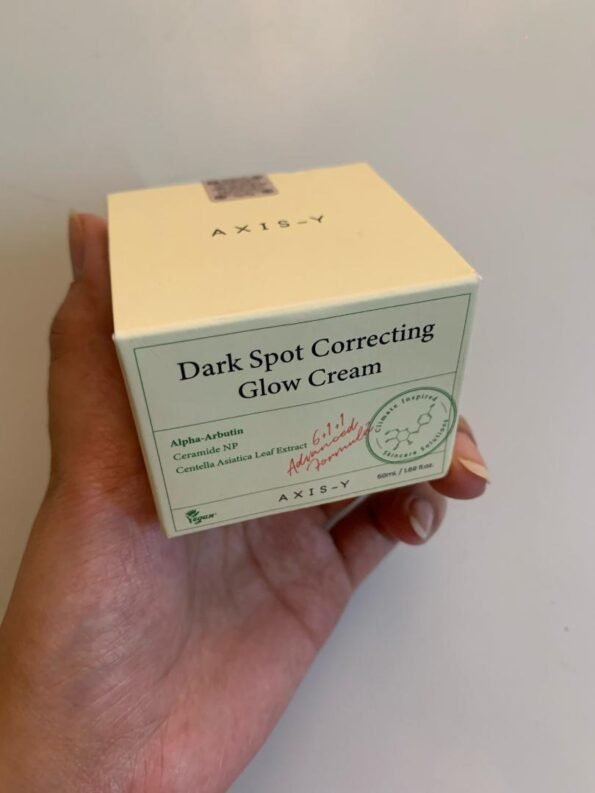 AXIS-Y
Dark Spot Correcting
Glow Cream
Alpha-Arbutin
Ceramide NP
Centella Asiatica Leaf Extract
6+1+1
Advanced
Formula
Climate Inspired
Skincare Solutions
AXIS-Y
50mL / 1.69 fl.oz.
Vegan